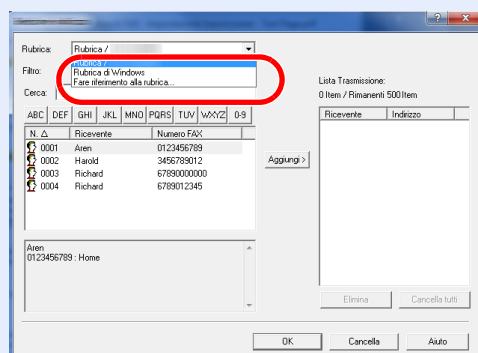 Rubrica: Rubrica /
Rubrica /
Rubrica di Windows
Fare riferimento alla rubrica...
Filtro:
Cerca:
Lista Trasmissione:
0 Item / Rimanenti 500 Item
ABC DEF GHI JKL MNO PQRS TUV WXYZ 0-9
N. △ Ricevente Numero FAX
0001 Aren 0123456789
0002 Harold 3456789012
0003 Richard 67890000000
0004 Richard 6789012345
Aggiungi >
Ricevente Indirizzo
Aren
0123456789 : Home
Elimina Cancella tutti
OK Cancella Aiuto